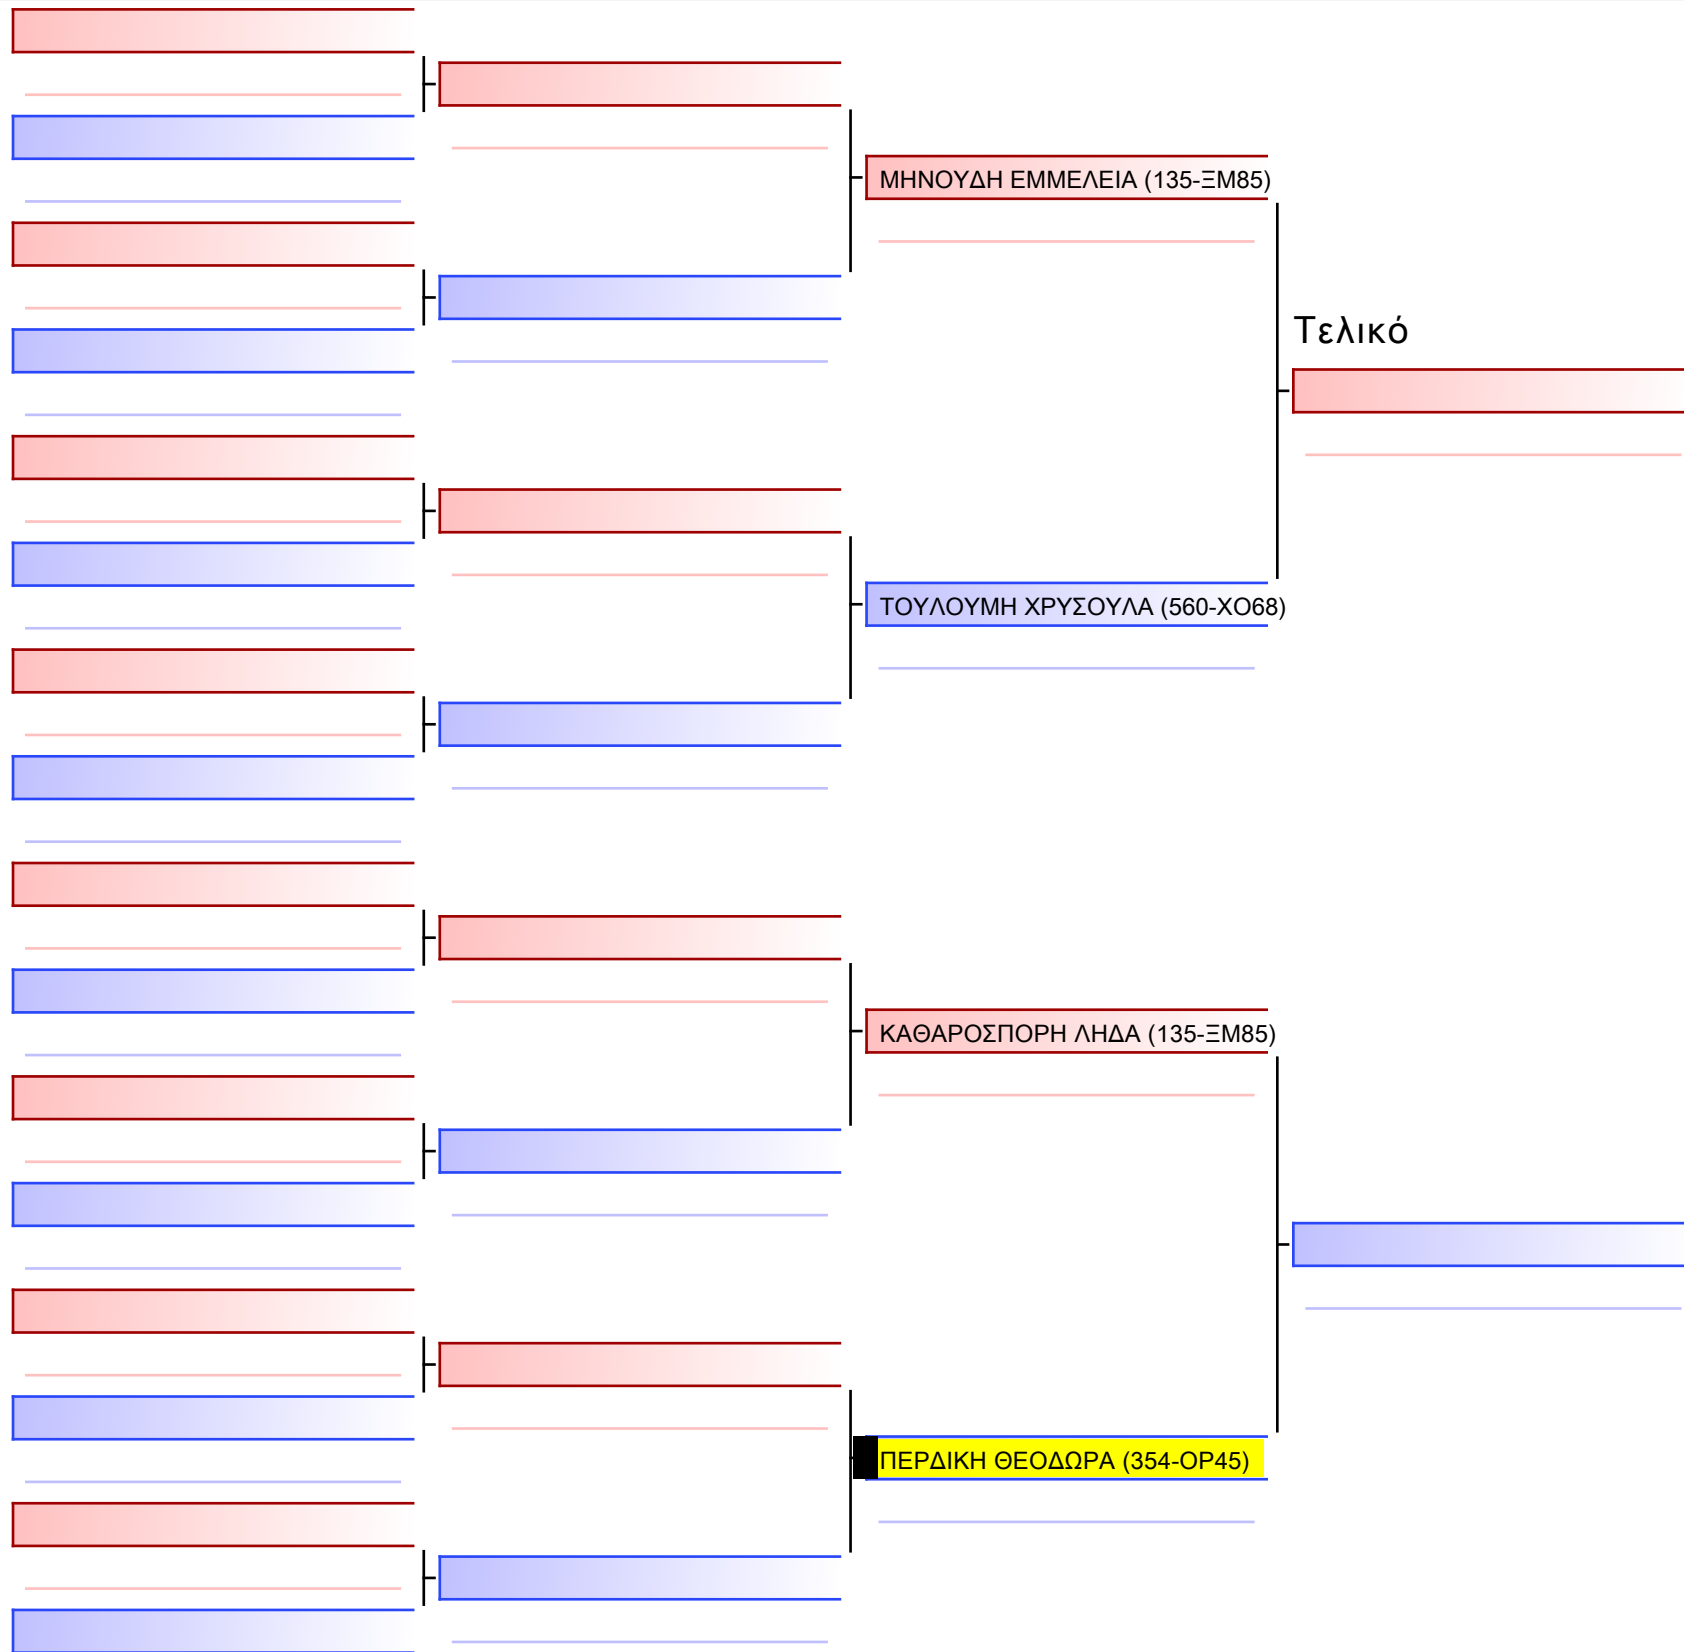 ΜΗΝΟΥΔΗ ΕΜΜΕΛΕΙΑ (135-ΞΜ85)
Τελικό
ΤΟΥΛΟΥΜΗ ΧΡΥΣΟΥΛΑ (560-ΧΟ68)
ΚΑΘΑΡΟΣΠΟΡΗ ΛΗΔΑ (135-ΞΜ85)
ΠΕΡΔΙΚΗ ΘΕΟΔΩΡΑ (354-ΟΡ45)